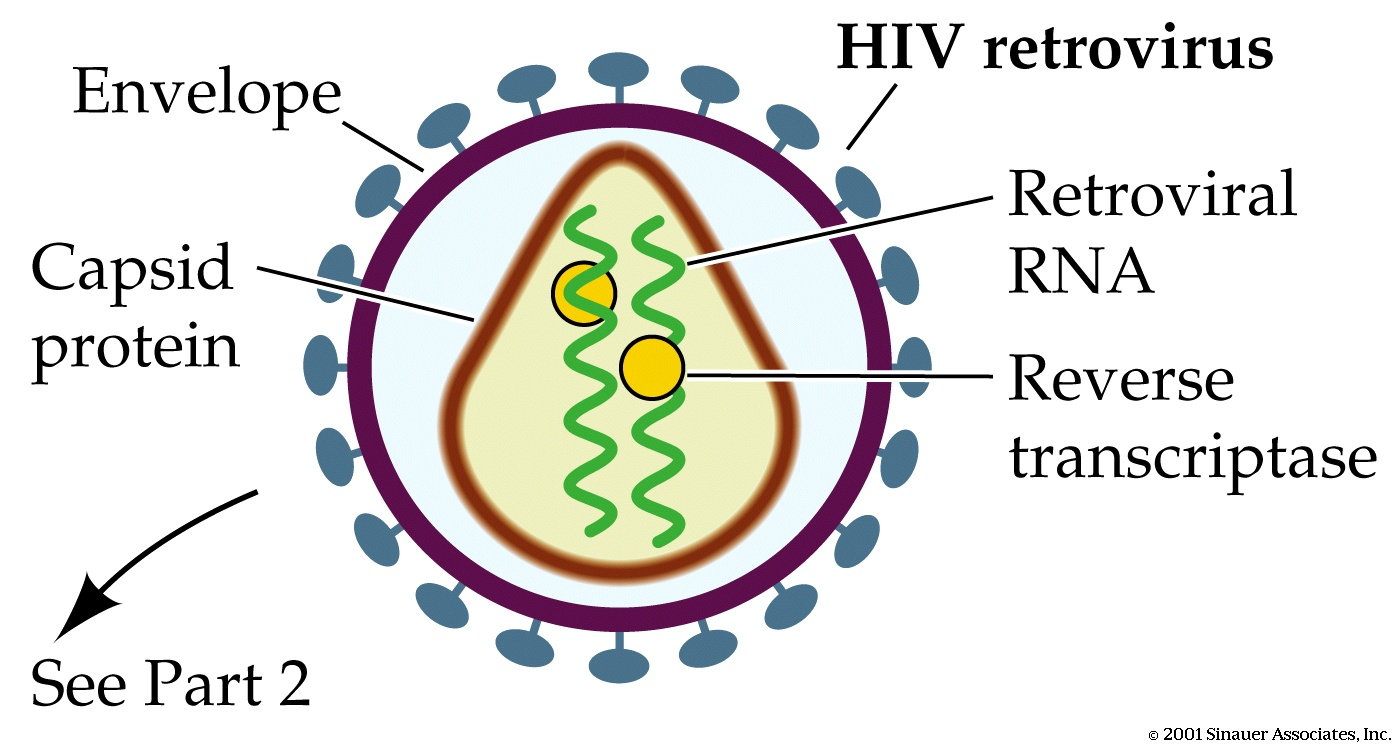 HIV retrovirus
Envelope
Retroviral
RNA
Capsid
protein
Reverse
transcriptase
See Part 2
© 2001 Sinauer Associates, Inc.